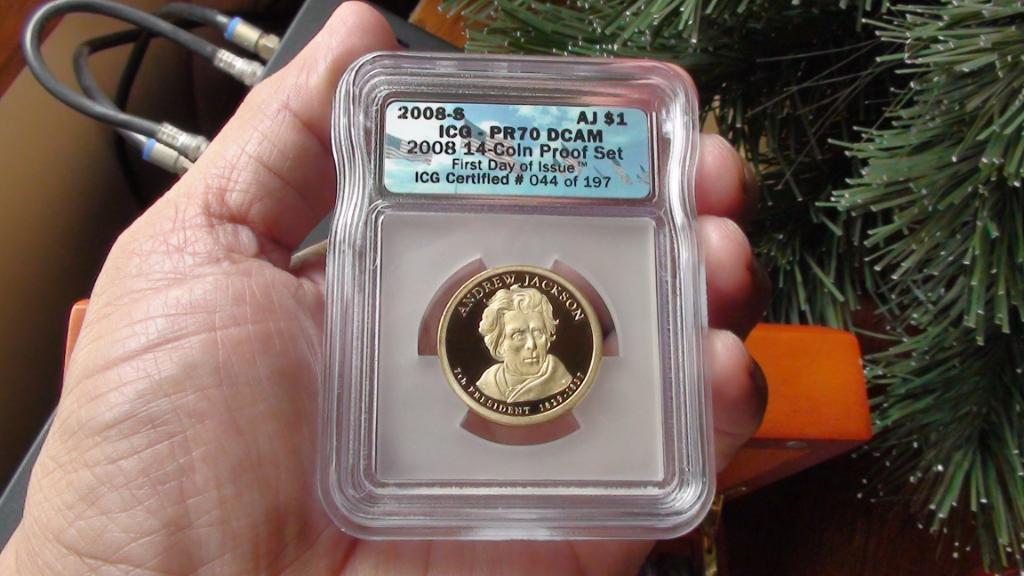 2008-S AJ $1
ICG - PR70 DCAM
2008 14-Coin Proof Set
First Day of Issue™
ICG Certified # 044 of 197
ANDREW JACKSON
7th PRESIDENT 1829-1837